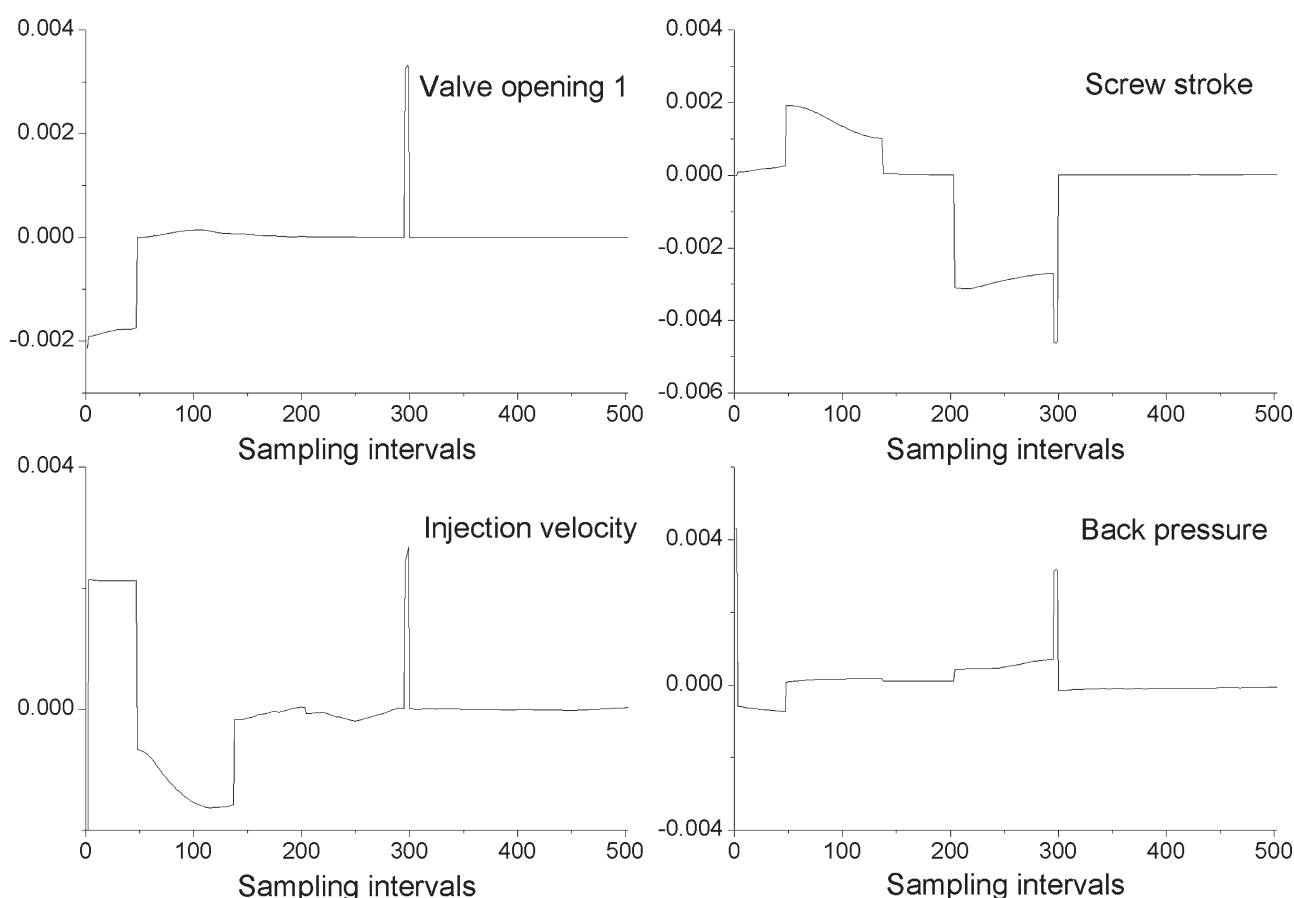 0.004
0.002
0.000
-0.002
Valve opening 1
0 100 200 300 400 500
Sampling intervals
0.004
0.002
0.000
-0.002
-0.004
-0.006
Screw stroke
0 100 200 300 400 500
Sampling intervals
0.004
0.000
Injection velocity
0 100 200 300 400 500
Sampling intervals
0.004
0.000
-0.004
Back pressure
0 100 200 300 400 500
Sampling intervals